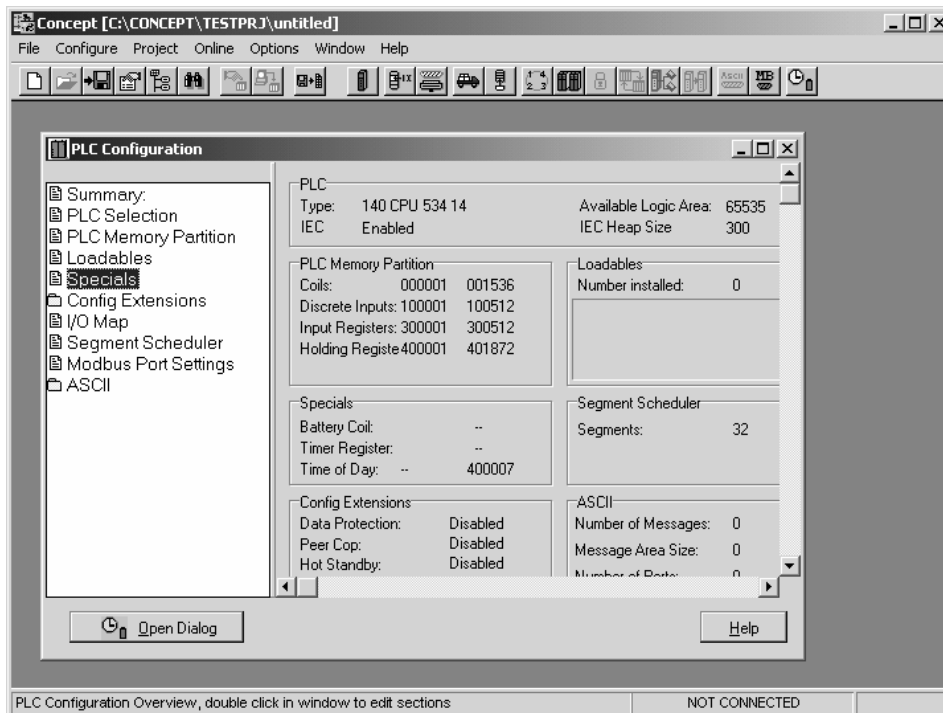 Concept [C:\CONCEPT\TESTPRJ\untitled]
File Configure Project Online Options Window Help
PLC Configuration
Summary:
PLC Selection
PLC Memory Partition
Loadables
Specials
Config Extensions
I/O Map
Segment Scheduler
Modbus Port Settings
ASCII
PLC
Type: 140 CPU 534 14 Available Logic Area: 65535
IEC Enabled IEC Heap Size 300
PLC Memory Partition
Coils: 000001 001536
Discrete Inputs: 100001 100512
Input Registers: 300001 300512
Holding Registe 400001 401872
Loadables
Number installed: 0
Specials
Battery Coil: --
Timer Register: --
Time of Day: -- 400007
Segment Scheduler
Segments: 32
Config Extensions
Data Protection: Disabled
Peer Cop: Disabled
Hot Standby: Disabled
ASCII
Number of Messages: 0
Message Area Size: 0
Number of Ports: 0
Open Dialog
Help
PLC Configuration Overview, double click in window to edit sections NOT CONNECTED